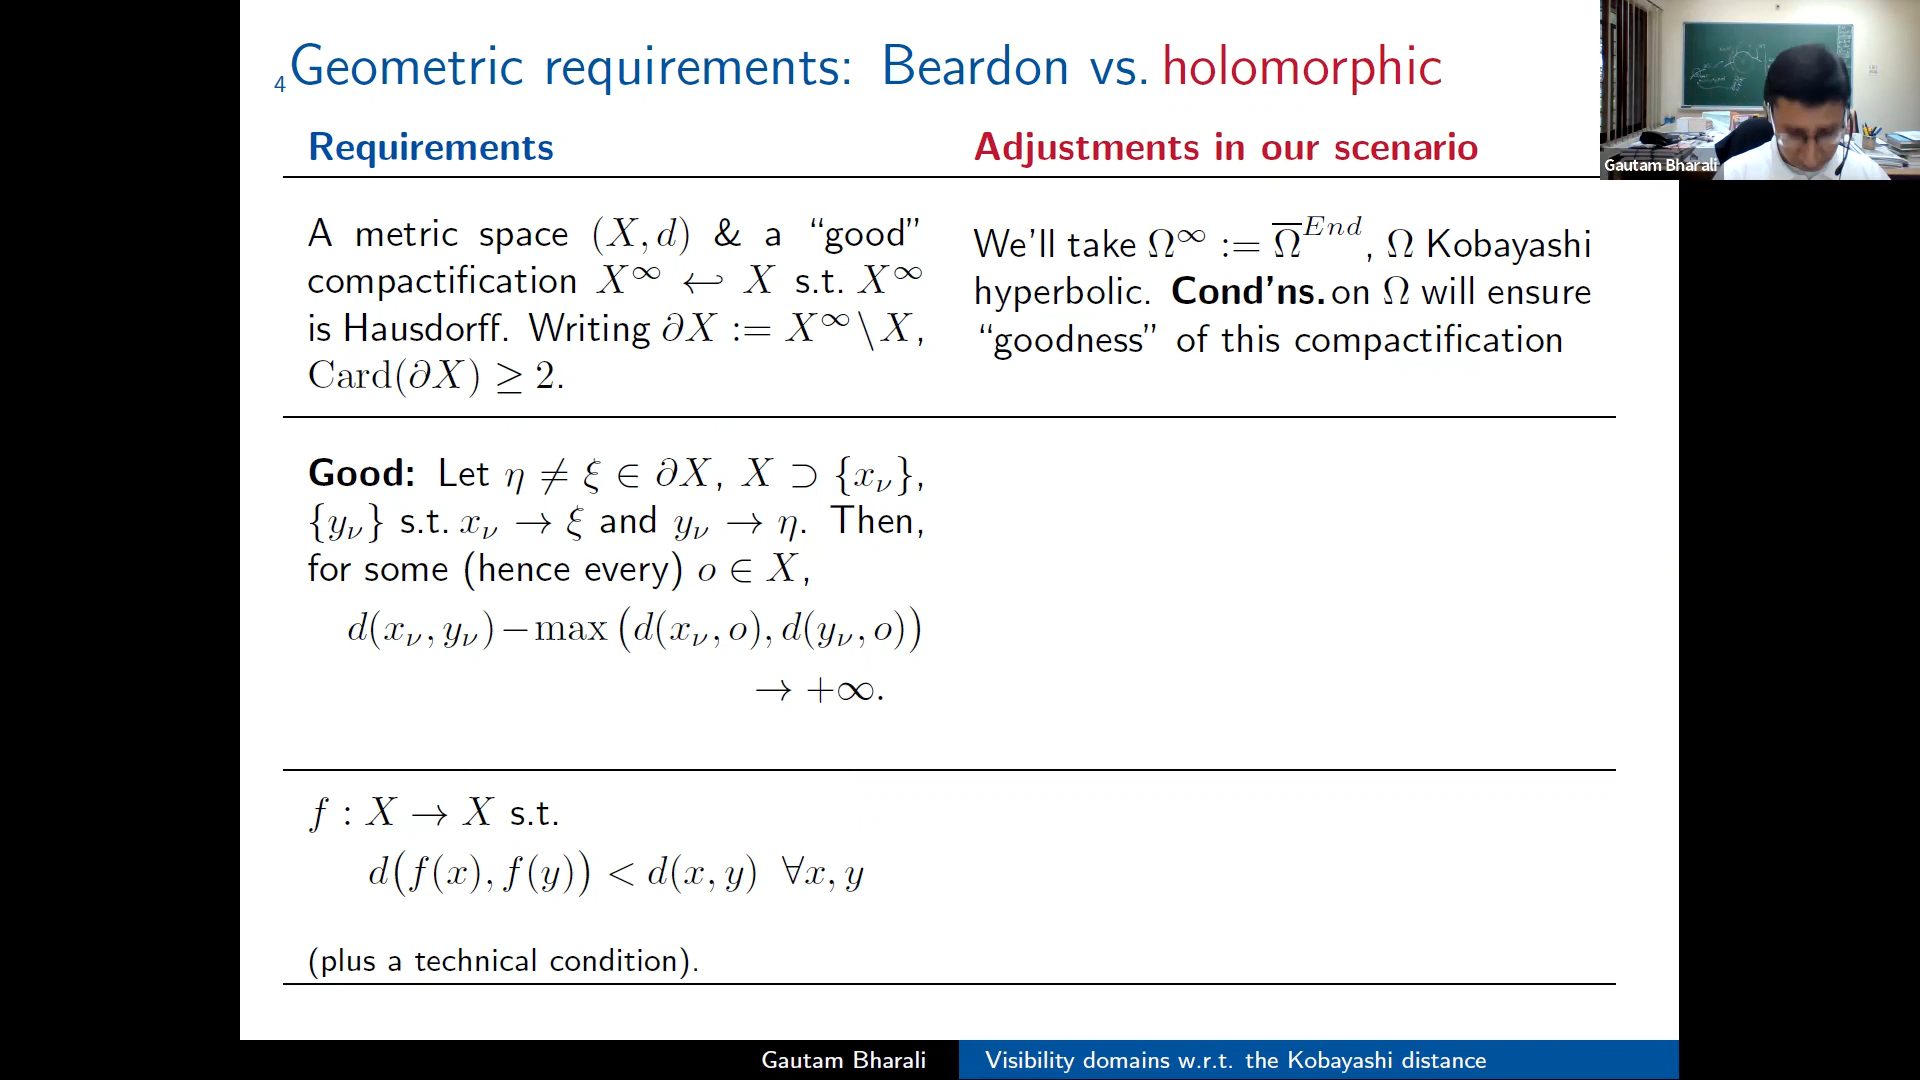 4 Geometric requirements: Beardon vs. holomorphic
Requirements
Adjustments in our scenario
A metric space (X, d) & a “good”
compactification X^∞ ↩ X s.t. X^∞
is Hausdorff. Writing ∂X := X^∞\X,
Card(∂X) ≥ 2.
We'll take Ω^∞ := \overline{Ω}^{End}, Ω Kobayashi
hyperbolic. Cond'ns. on Ω will ensure
“goodness” of this compactification
Good: Let η ≠ ξ ∈ ∂X, X ⊃ {x_ν},
{y_ν} s.t. x_ν → ξ and y_ν → η. Then,
for some (hence every) o ∈ X,
d(x_ν, y_ν) − max (d(x_ν, o), d(y_ν, o))
→ +∞.
f : X → X s.t.
d(f(x), f(y)) < d(x, y) ∀x, y
(plus a technical condition).
Gautam Bharali
Visibility domains w.r.t. the Kobayashi distance
Gautam Bharali